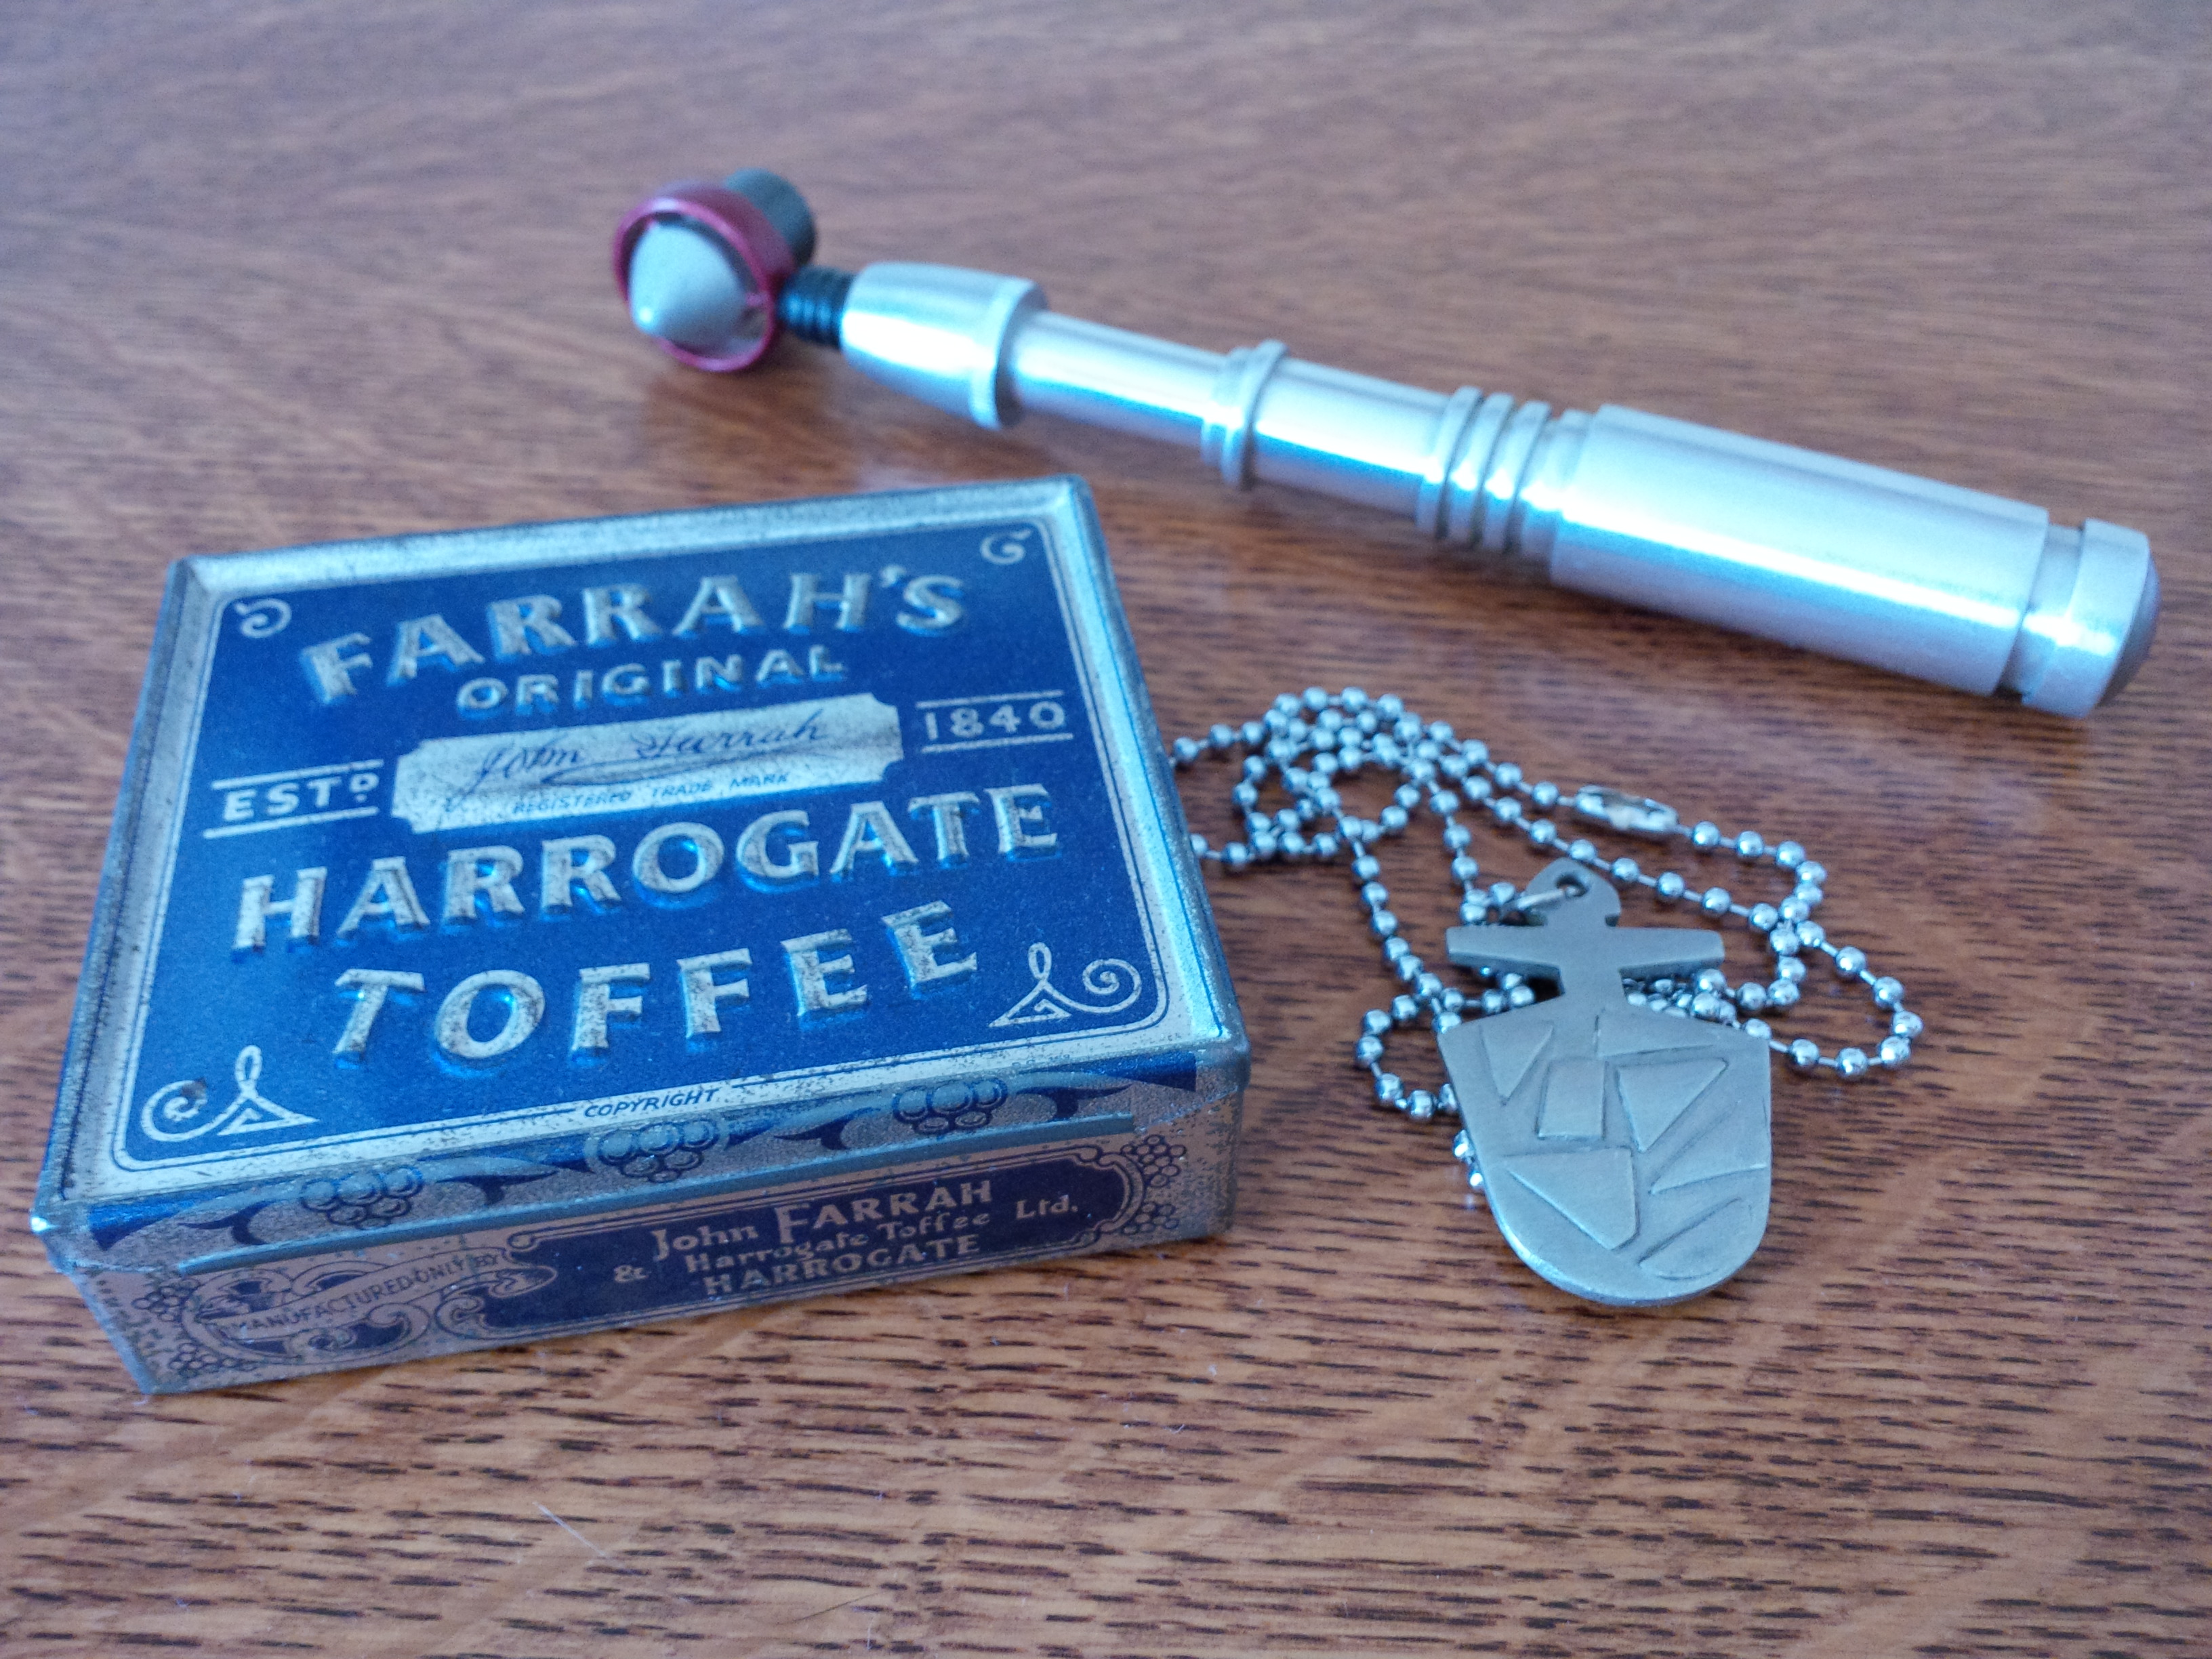 FARRAH'S
ORIGINAL
ESTD John Farrah 1840
REGISTERED TRADE MARK
HARROGATE
TOFFEE
COPYRIGHT
MANUFACTURED ONLY BY
John FARRAH
& Harrogate Toffee Ltd.
HARROGATE